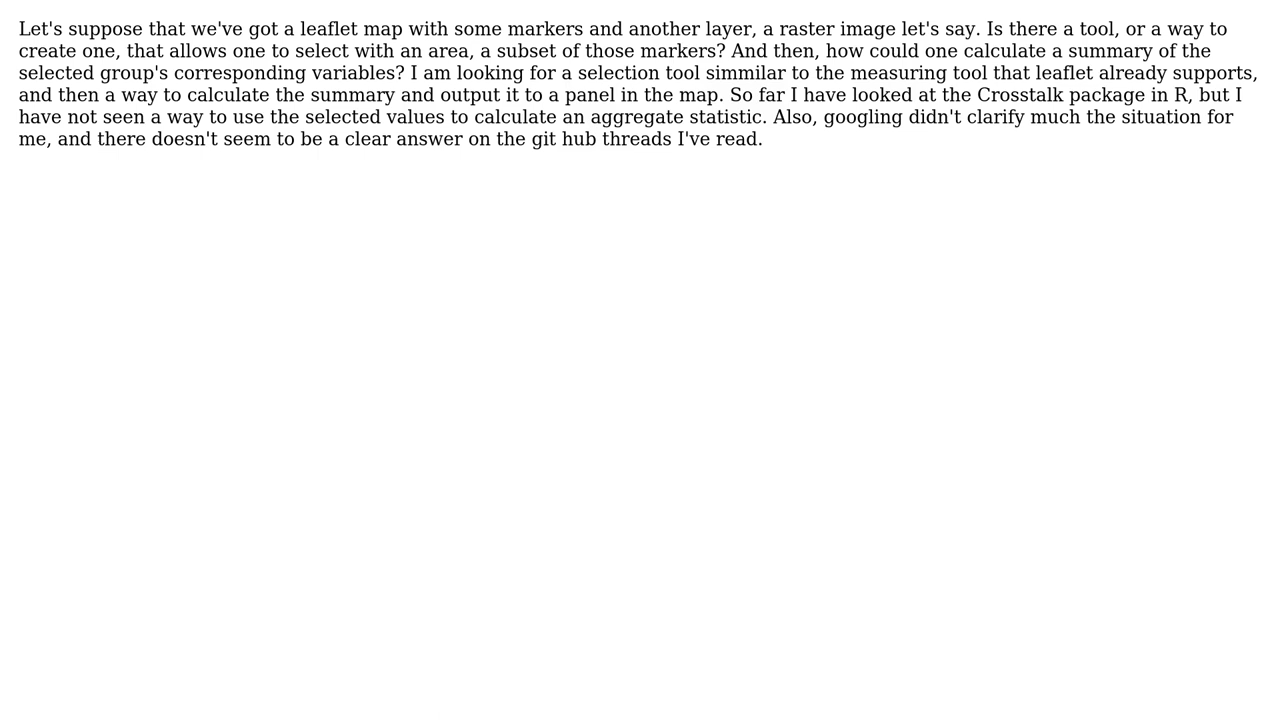 Let's suppose that we've got a leaflet map with some markers and another layer, a raster image let's say. Is there a tool, or a way to
create one, that allows one to select with an area, a subset of those markers? And then, how could one calculate a summary of the
selected group's corresponding variables? I am looking for a selection tool simmilar to the measuring tool that leaflet already supports,
and then a way to calculate the summary and output it to a panel in the map. So far I have looked at the Crosstalk package in R, but I
have not seen a way to use the selected values to calculate an aggregate statistic. Also, googling didn't clarify much the situation for
me, and there doesn't seem to be a clear answer on the git hub threads I've read.